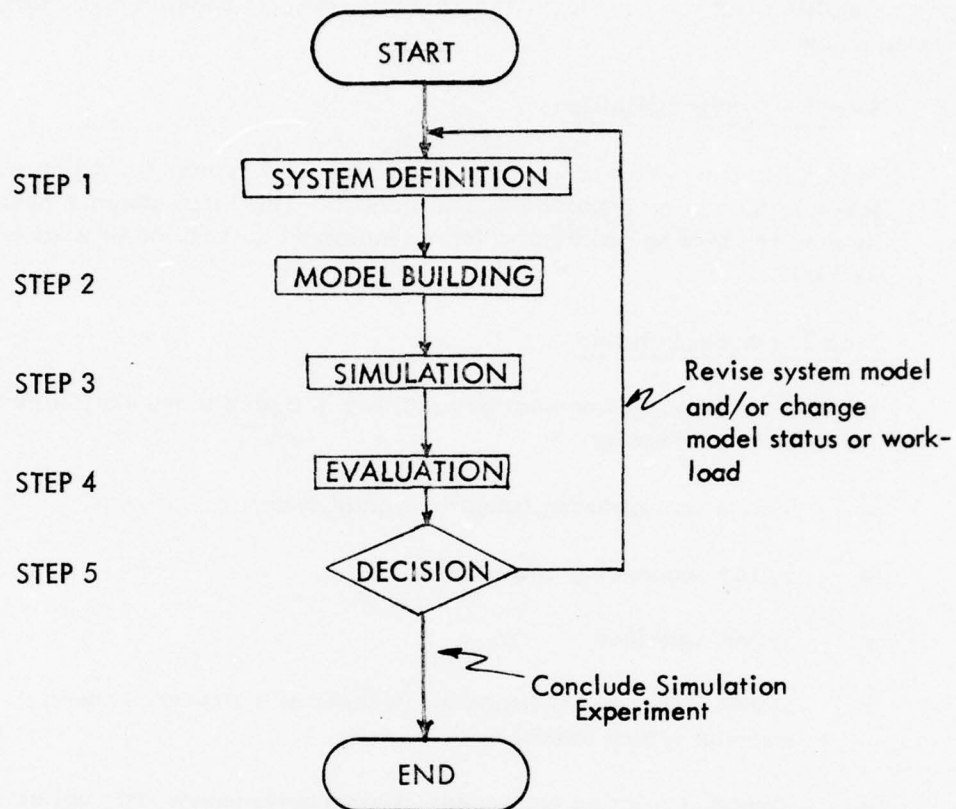 START
STEP 1
SYSTEM DEFINITION
STEP 2
MODEL BUILDING
STEP 3
SIMULATION
Revise system model
and/or change
model status or work-
load
STEP 4
EVALUATION
STEP 5
DECISION
Conclude Simulation
Experiment
END